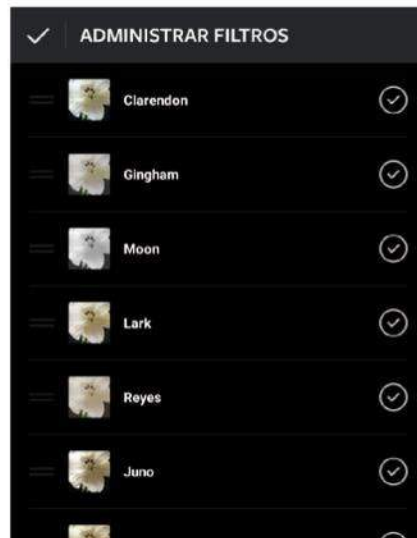 ADMINISTRAR FILTROS
Clarendon
Gingham
Moon
Lark
Reyes
Juno